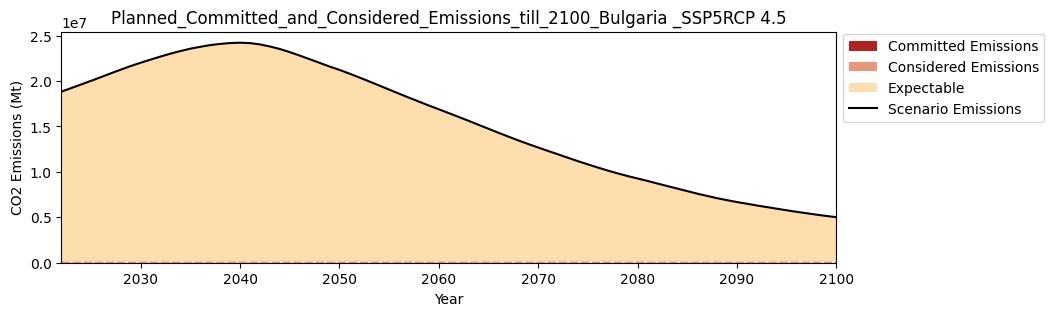 Planned_Committed_and_Considered_Emissions_till_2100_Bulgaria _SSP5RCP 4.5
1e7
2.5
2.0
1.5
1.0
0.5
0.0
CO2 Emissions (Mt)
2030 2040 2050 2060 2070 2080 2090 2100
Year
Committed Emissions
Considered Emissions
Expectable
Scenario Emissions